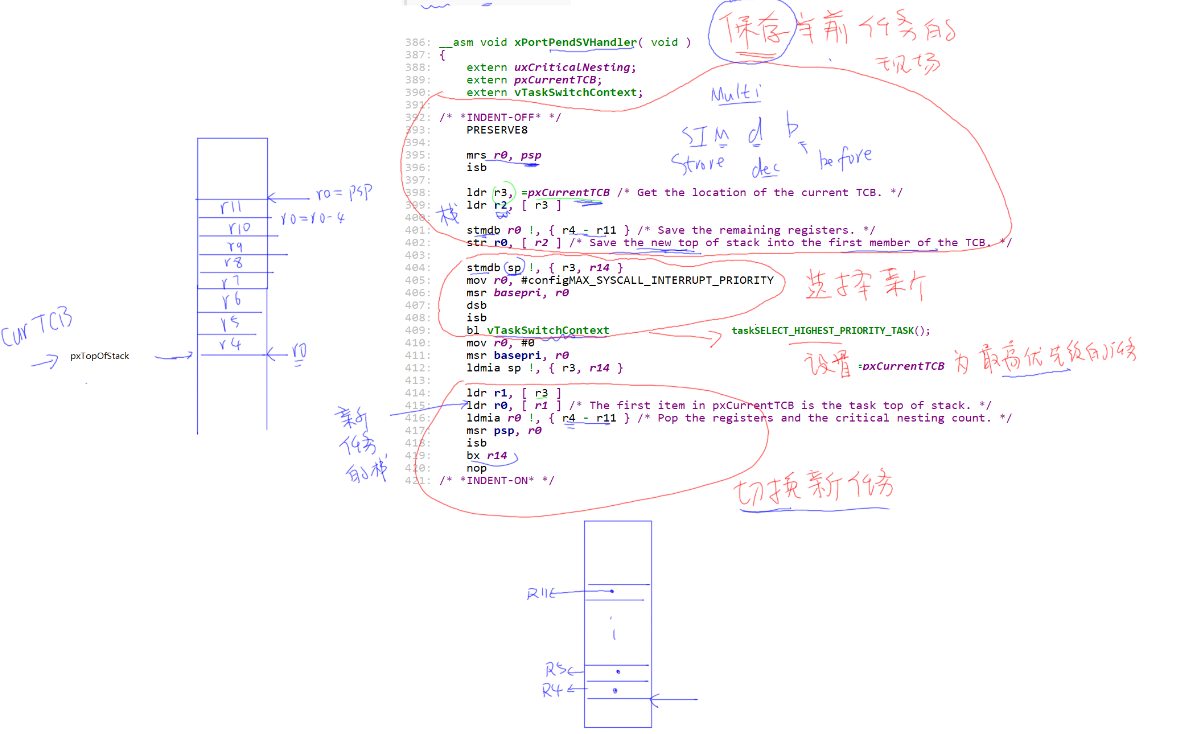 保存当前任务的
现场
386: __asm void xPortPendSVHandler( void )
387: {
388:     extern uxCriticalNesting;
389:     extern pxCurrentTCB;
390:     extern vTaskSwitchContext;
391:
392: /* *INDENT-OFF* */
393:     PRESERVE8
394:
395:     mrs r0, psp
396:     isb
397:
398:     ldr r3, =pxCurrentTCB /* Get the location of the current TCB. */
399:     ldr r2, [ r3 ]
400:
401:     stmdb r0 !, { r4 - r11 } /* Save the remaining registers. */
402:     str r0, [ r2 ] /* Save the new top of stack into the first member of the TCB. */
403:
404:     stmdb sp !, { r3, r14 }
405:     mov r0, #configMAX_SYSCALL_INTERRUPT_PRIORITY
406:     msr basepri, r0
407:     dsb
408:     isb
409:     bl vTaskSwitchContext
410:     mov r0, #0
411:     msr basepri, r0
412:     ldmia sp !, { r3, r14 }
413:
414:     ldr r1, [ r3 ]
415:     ldr r0, [ r1 ] /* The first item in pxCurrentTCB is the task top of stack. */
416:     ldmia r0 !, { r4 - r11 } /* Pop the registers and the critical nesting count. */
417:     msr psp, r0
418:     isb
419:     bx r14
420:     nop
421: /* *INDENT-ON* */
Multi
STM d b
Strore dec before
栈
选择新
taskSELECT_HIGHEST_PRIORITY_TASK();
设置 =pxCurrentTCB 为最高优先级的任务
切换新任务
新
任务
的栈
r0=psp
r11
r0=r0-4
r10
r9
r8
r7
r6
r5
r4
r0
Cur TCB
pxTopOfStack
R11
R5
R4